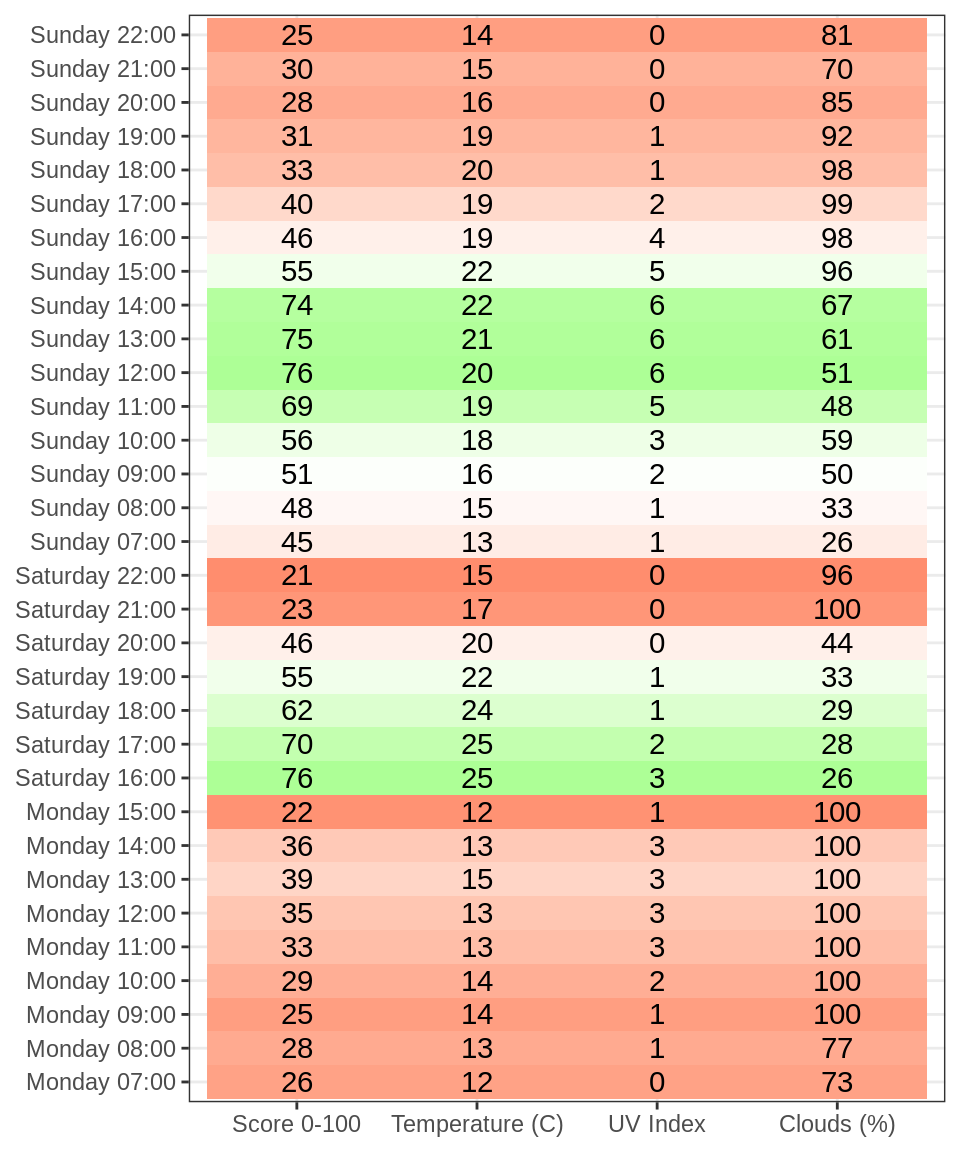 Sunday 22:00 25 14 0 81
Sunday 21:00 30 15 0 70
Sunday 20:00 28 16 0 85
Sunday 19:00 31 19 1 92
Sunday 18:00 33 20 1 98
Sunday 17:00 40 19 2 99
Sunday 16:00 46 19 4 98
Sunday 15:00 55 22 5 96
Sunday 14:00 74 22 6 67
Sunday 13:00 75 21 6 61
Sunday 12:00 76 20 6 51
Sunday 11:00 69 19 5 48
Sunday 10:00 56 18 3 59
Sunday 09:00 51 16 2 50
Sunday 08:00 48 15 1 33
Sunday 07:00 45 13 1 26
Saturday 22:00 21 15 0 96
Saturday 21:00 23 17 0 100
Saturday 20:00 46 20 0 44
Saturday 19:00 55 22 1 33
Saturday 18:00 62 24 1 29
Saturday 17:00 70 25 2 28
Saturday 16:00 76 25 3 26
Monday 15:00 22 12 1 100
Monday 14:00 36 13 3 100
Monday 13:00 39 15 3 100
Monday 12:00 35 13 3 100
Monday 11:00 33 13 3 100
Monday 10:00 29 14 2 100
Monday 09:00 25 14 1 100
Monday 08:00 28 13 1 77
Monday 07:00 26 12 0 73
Score 0-100 Temperature (C) UV Index Clouds (%)